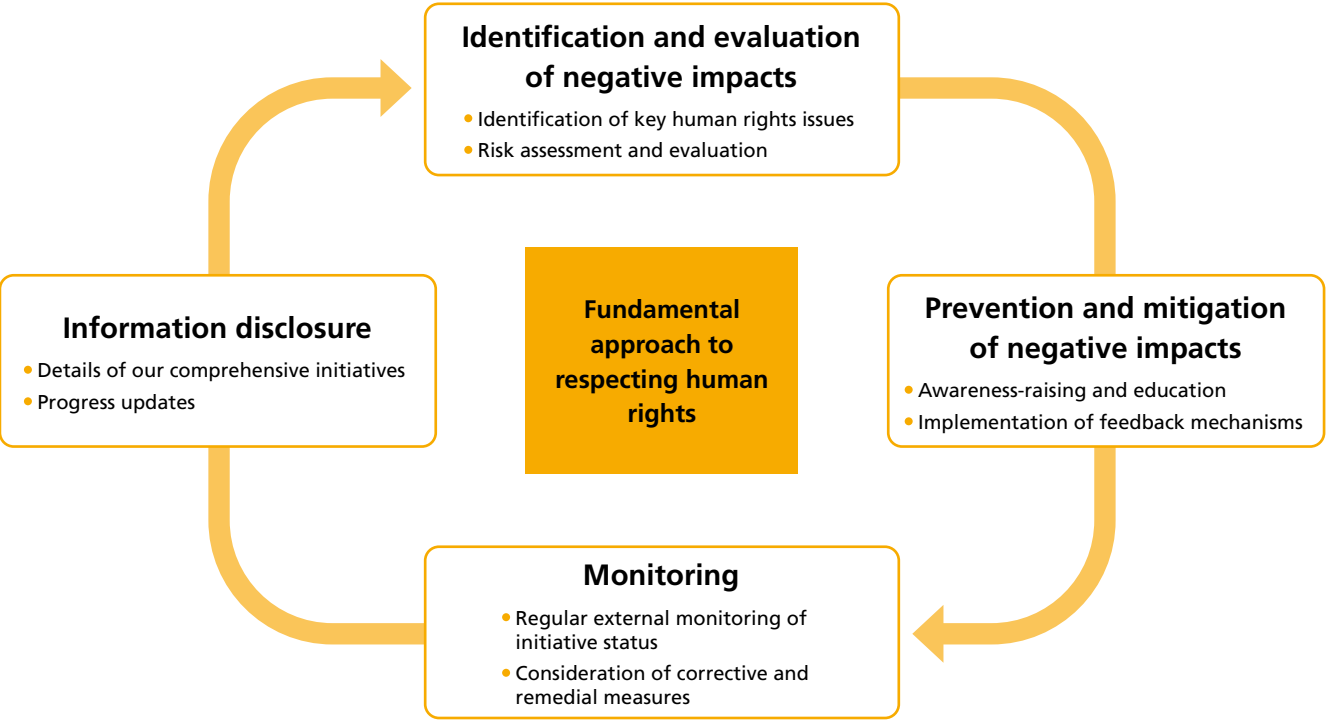 Identification and evaluation
of negative impacts
• Identification of key human rights issues
• Risk assessment and evaluation
Information disclosure
• Details of our comprehensive initiatives
• Progress updates
Fundamental
approach to
respecting human
rights
Prevention and mitigation
of negative impacts
• Awareness-raising and education
• Implementation of feedback mechanisms
Monitoring
• Regular external monitoring of
initiative status
• Consideration of corrective and
remedial measures